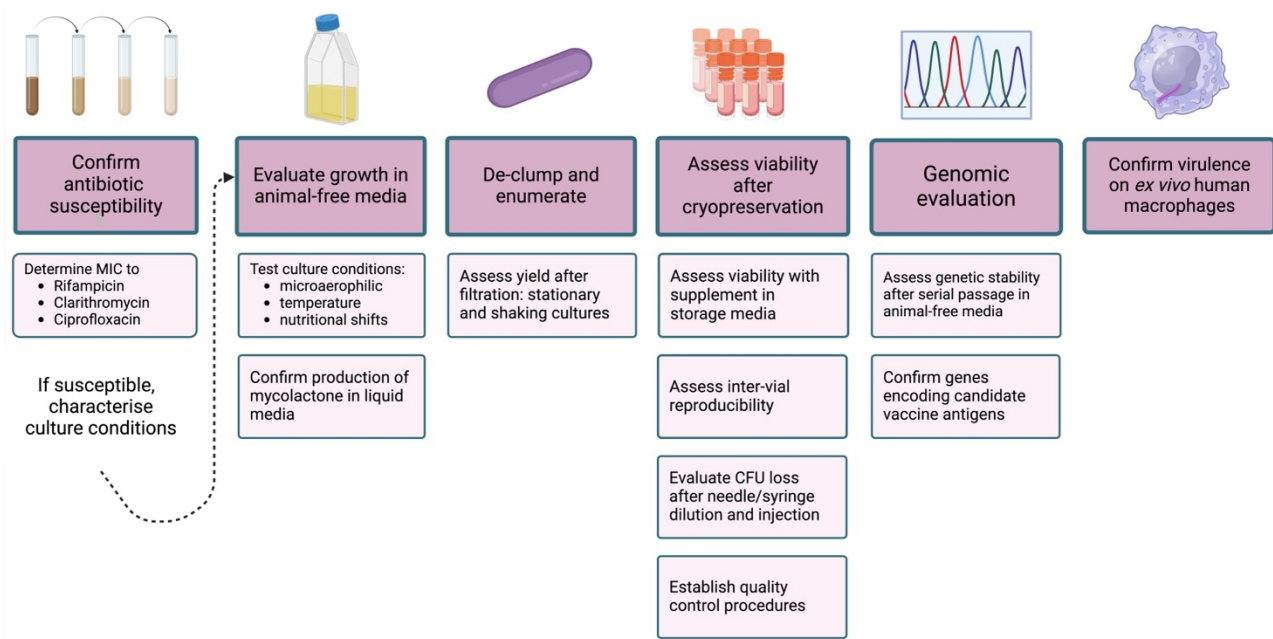 Confirm
antibiotic
susceptibility
Determine MIC to
• Rifampicin
• Clarithromycin
• Ciprofloxacin
If susceptible,
characterise
culture conditions
Evaluate growth in
animal-free media
Test culture conditions:
• microaerophilic
• temperature
• nutritional shifts
Confirm production of
mycolactone in liquid
media
De-clump and
enumerate
Assess yield after
filtration: stationary
and shaking cultures
Assess viability
after
cryopreservation
Assess viability with
supplement in
storage media
Assess inter-vial
reproducibility
Evaluate CFU loss
after needle/syringe
dilution and injection
Establish quality
control procedures
Genomic
evaluation
Assess genetic stability
after serial passage in
animal-free media
Confirm genes
encoding candidate
vaccine antigens
Confirm virulence
on ex vivo human
macrophages